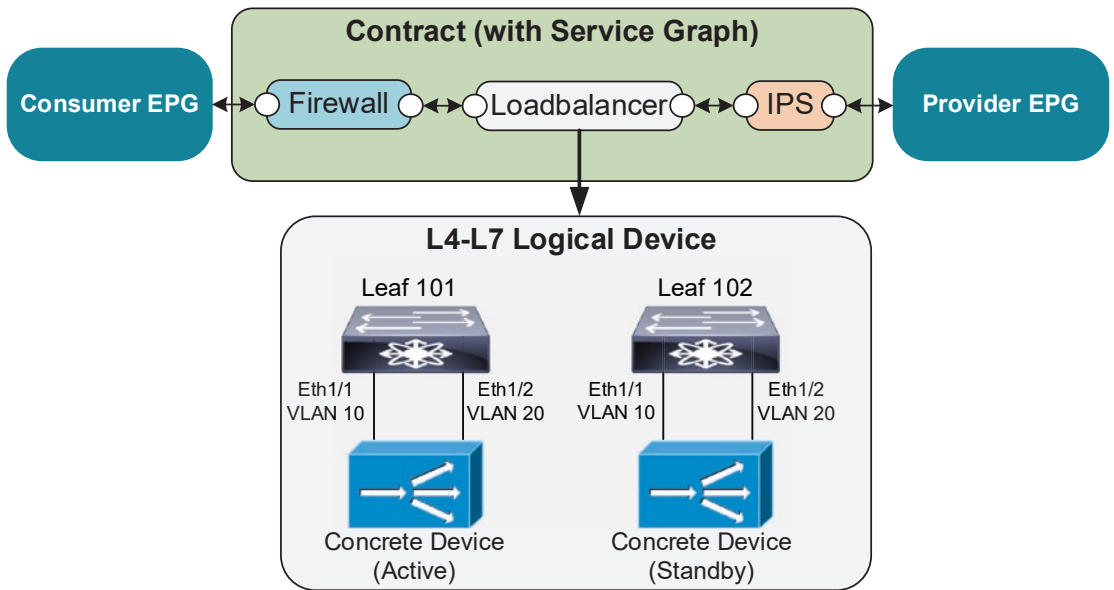 Contract (with Service Graph)
Consumer EPG
Firewall
Loadbalancer
IPS
Provider EPG
L4-L7 Logical Device
Leaf 101
Leaf 102
Eth1/1
VLAN 10
Eth1/2
VLAN 20
Eth1/1
VLAN 10
Eth1/2
VLAN 20
Concrete Device
(Active)
Concrete Device
(Standby)